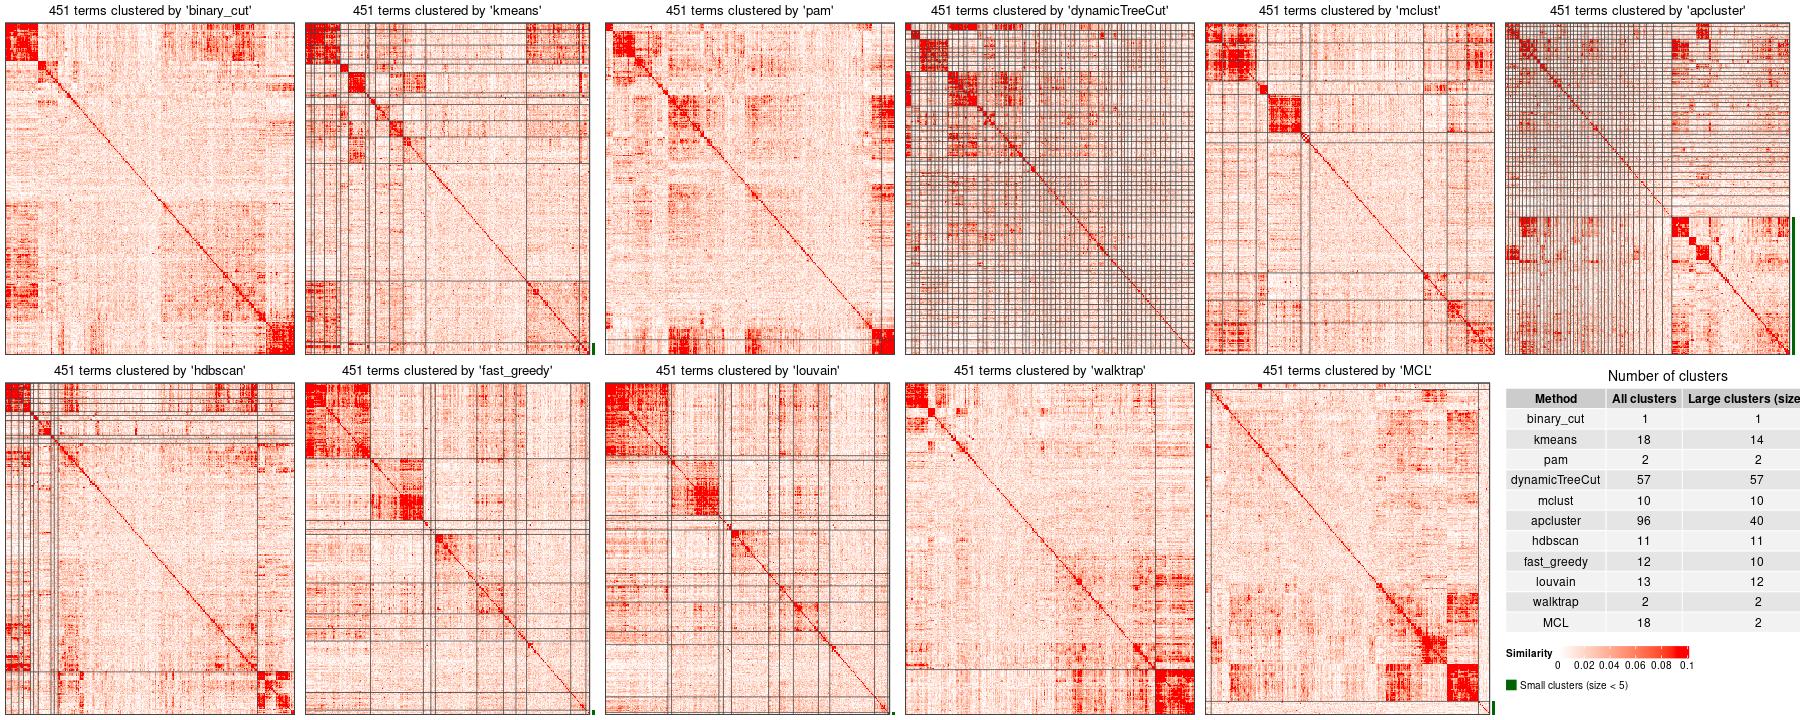 451 terms clustered by 'binary_cut'
451 terms clustered by 'kmeans'
451 terms clustered by 'pam'
451 terms clustered by 'dynamicTreeCut'
451 terms clustered by 'mclust'
451 terms clustered by 'apcluster'
451 terms clustered by 'hdbscan'
451 terms clustered by 'fast_greedy'
451 terms clustered by 'louvain'
451 terms clustered by 'walktrap'
451 terms clustered by 'MCL'
Number of clusters
Method All clusters Large clusters (size
binary_cut 1 1
kmeans 18 14
pam 2 2
dynamicTreeCut 57 57
mclust 10 10
apcluster 96 40
hdbscan 11 11
fast_greedy 12 10
louvain 13 12
walktrap 2 2
MCL 18 2
Similarity
0 0.02 0.04 0.06 0.08 0.1
Small clusters (size < 5)